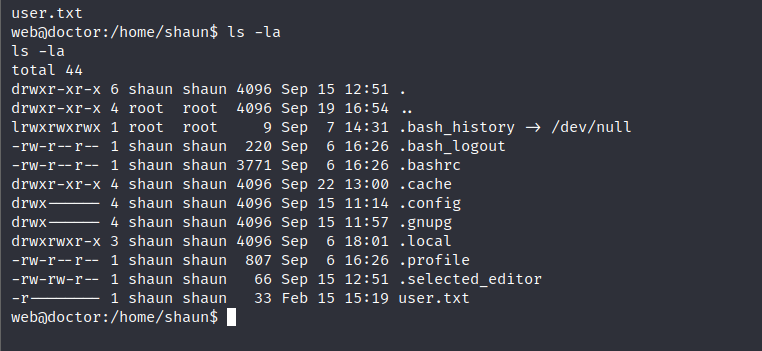 user.txt
web@doctor:/home/shaun$ ls -la
ls -la
total 44
drwxr-xr-x 6 shaun shaun 4096 Sep 15 12:51 .
drwxr-xr-x 4 root  root  4096 Sep 19 16:54 ..
lrwxrwxrwx 1 root  root     9 Sep  7 14:31 .bash_history -> /dev/null
-rw-r--r-- 1 shaun shaun  220 Sep  6 16:26 .bash_logout
-rw-r--r-- 1 shaun shaun 3771 Sep  6 16:26 .bashrc
drwxr-xr-x 4 shaun shaun 4096 Sep 22 13:00 .cache
drwx------ 4 shaun shaun 4096 Sep 15 11:14 .config
drwx------ 4 shaun shaun 4096 Sep 15 11:57 .gnupg
drwxrwxr-x 3 shaun shaun 4096 Sep  6 18:01 .local
-rw-r--r-- 1 shaun shaun  807 Sep  6 16:26 .profile
-rw-rw-r-- 1 shaun shaun   66 Sep 15 12:51 .selected_editor
-r-------- 1 shaun shaun   33 Feb 15 15:19 user.txt
web@doctor:/home/shaun$